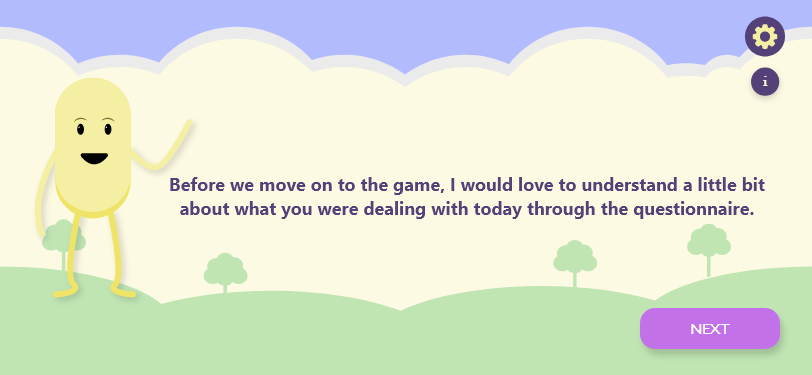 i
Before we move on to the game, I would love to understand a little bit
about what you were dealing with today through the questionnaire.
NEXT